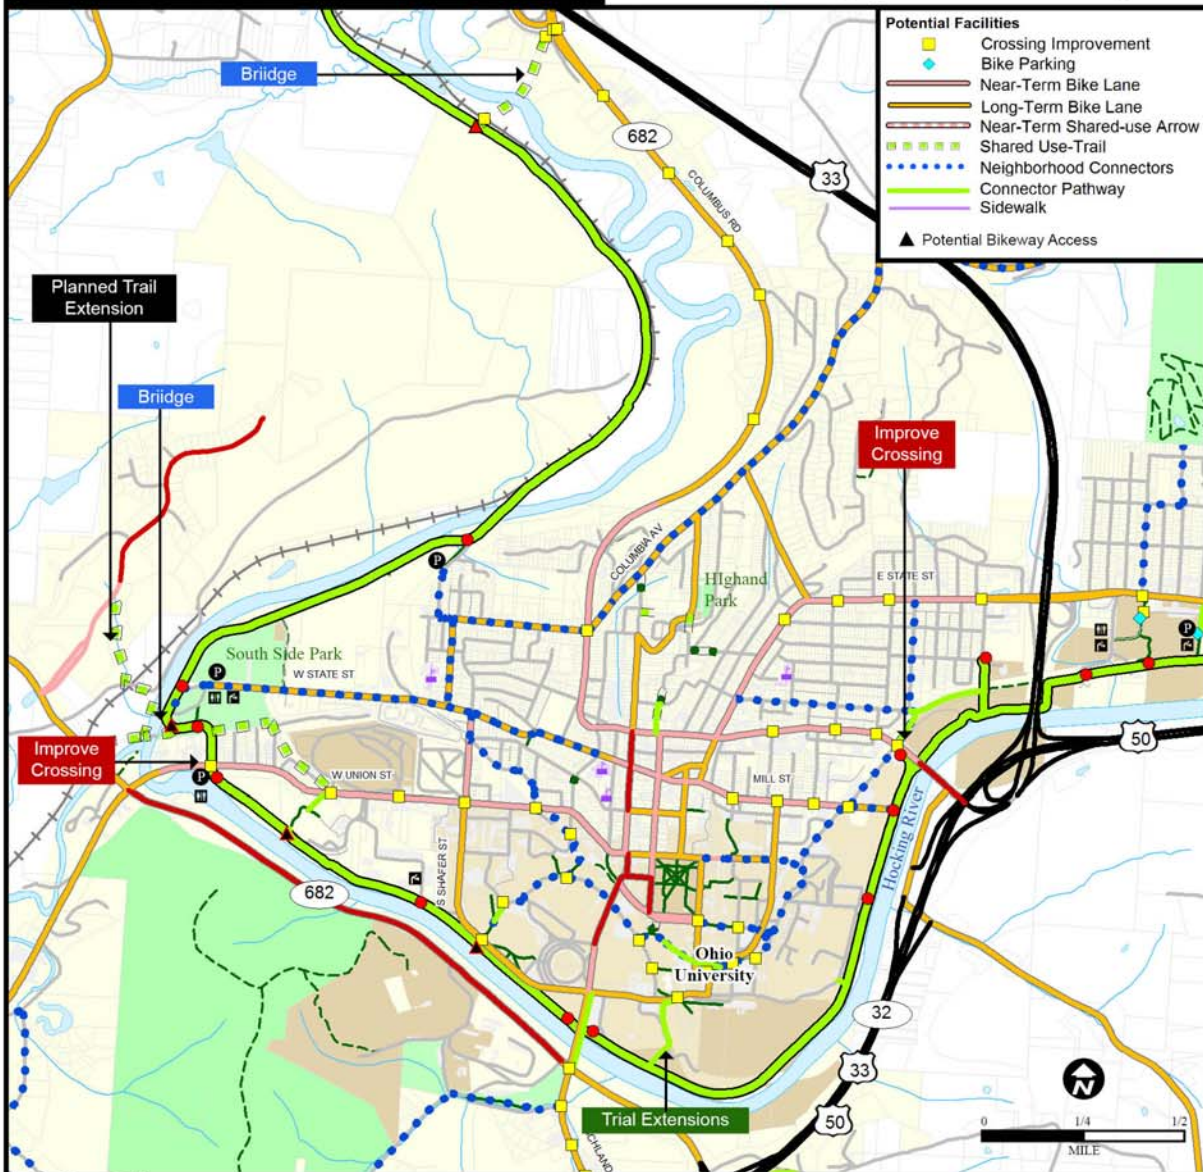 Potential Facilities
Crossing Improvement
Bike Parking
Near-Term Bike Lane
Long-Term Bike Lane
Near-Term Shared-use Arrow
Shared Use-Trail
Neighborhood Connectors
Connector Pathway
Sidewalk
Potential Bikeway Access
Briidge
682
33
COLUMBUS RD
Planned Trail
Extension
Briidge
Improve
Crossing
COLUMBIA AV
E STATE ST
HIghand
Park
P
P
South Side Park
P
W STATE ST
50
Improve
Crossing
P
W UNION ST
MILL ST
Hocking River
S SHAFER ST
682
Ohio
University
32
33
N
Trial Extensions
50
0
1/4
1/2
MILE